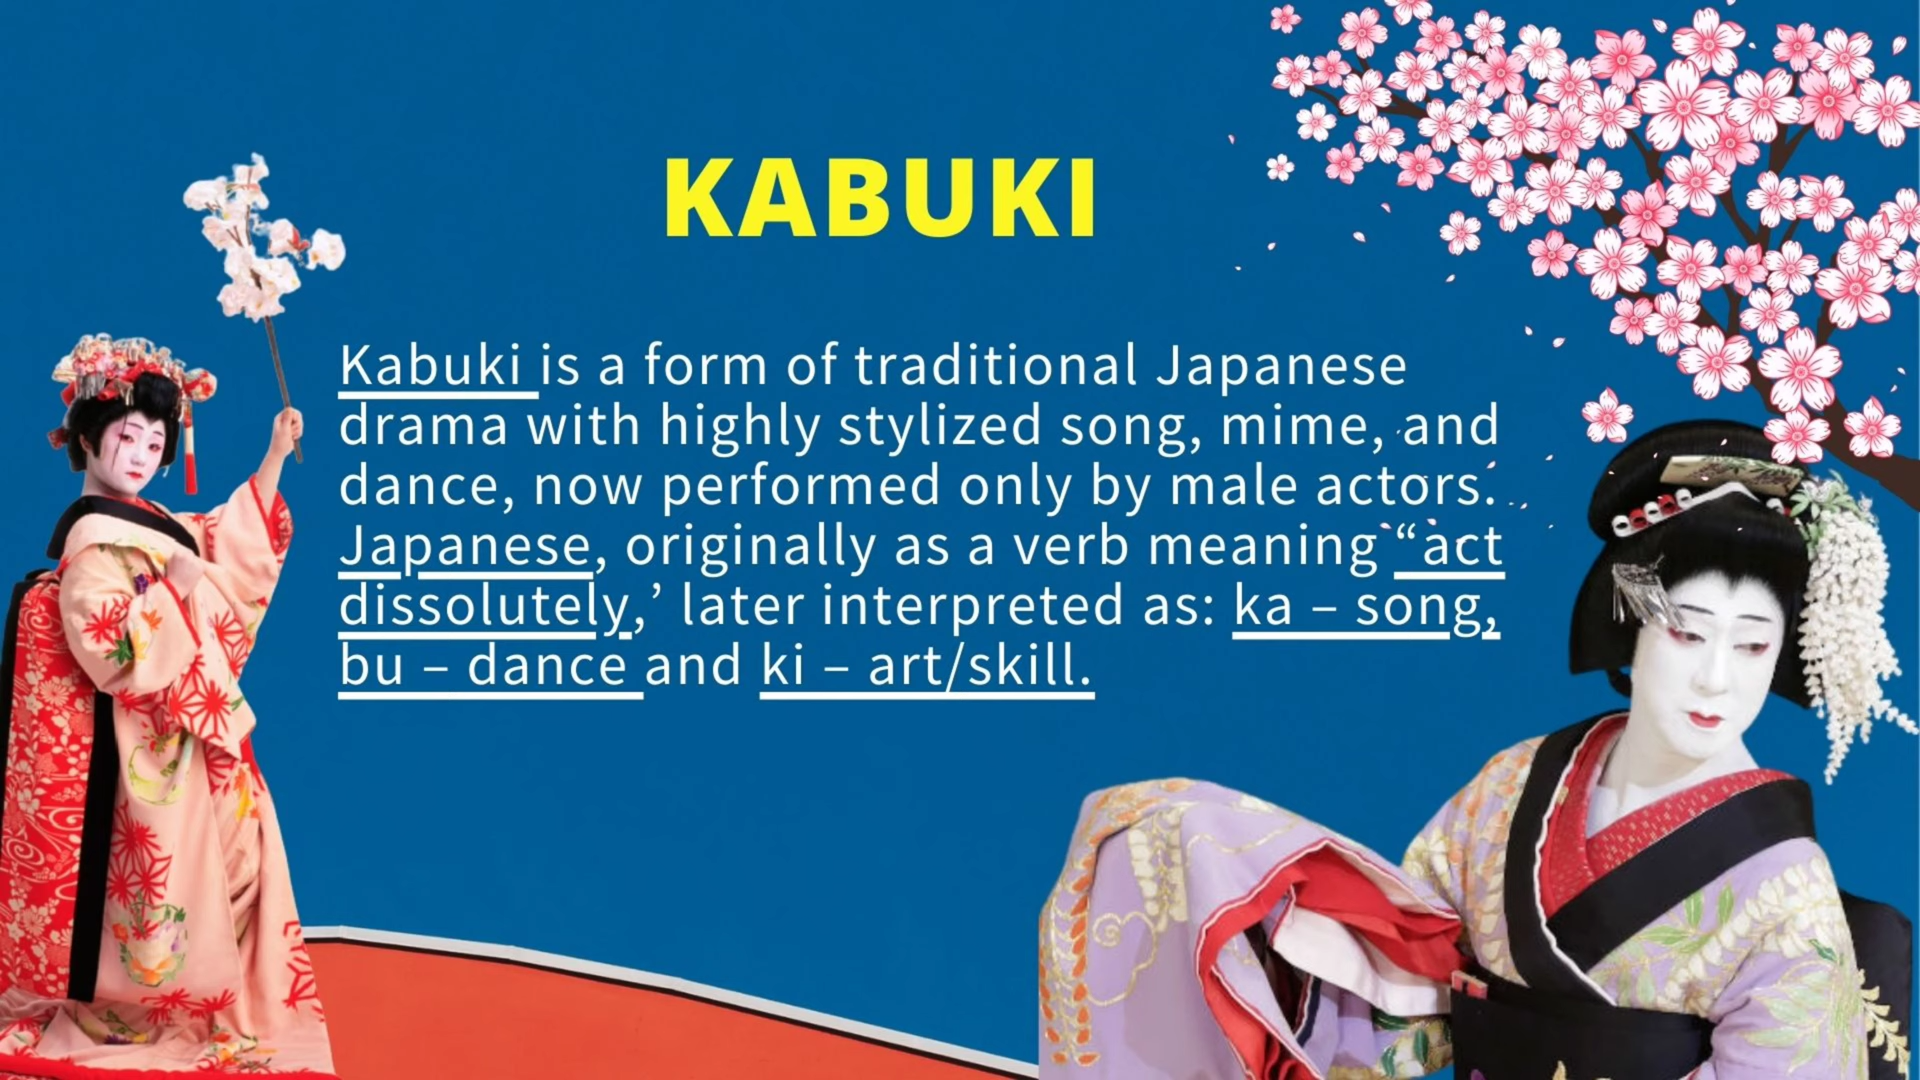 KABUKI
Kabuki is a form of traditional Japanese
drama with highly stylized song, mime, and
dance, now performed only by male actors.
Japanese, originally as a verb meaning “act
dissolutely,’ later interpreted as: ka – song,
bu – dance and ki – art/skill.